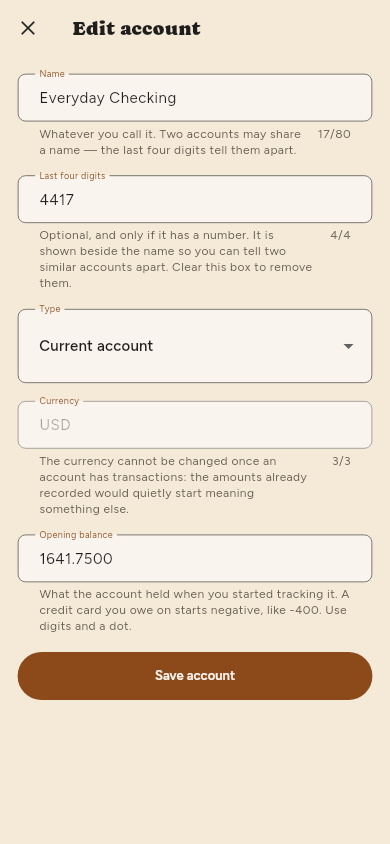 Edit account
Name
Everyday Checking
Whatever you call it. Two accounts may share
17/80
a name — the last four digits tell them apart.
Last four digits
4417
Optional, and only if it has a number. It is
4/4
shown beside the name so you can tell two
similar accounts apart. Clear this box to remove
them.
Type
Current account
Currency
USD
The currency cannot be changed once an
3/3
account has transactions: the amounts already
recorded would quietly start meaning
something else.
Opening balance
1641.7500
What the account held when you started tracking it. A
credit card you owe on starts negative, like -400. Use
digits and a dot.
Save account